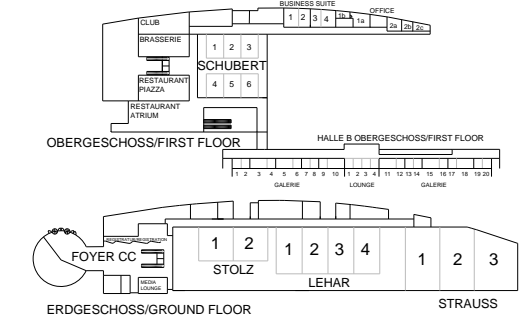 BUSINESS SUITE
OFFICE
CLUB
1 2 3 4 1b 1a 2a 2b 2c
BRASSERIE
1 2 3
SCHUBERT
RESTAURANT
PIAZZA
4 5 6
RESTAURANT
ATRIUM
OBERGESCHOSS/FIRST FLOOR
HALLE B OBERGESCHOSS/FIRST FLOOR
1 2 3 4 5 6 7 8 9 10 1 2 3 4 11 12 13 14 15 16 17 18 19 20
GALERIE LOUNGE GALERIE
REGISTRATUR/REGISTRATION
FOYER CC
1 2
STOLZ
1 2 3 4
LEHAR
1 2 3
STRAUSS
MEDIA
LOUNGE
ERDGESCHOSS/GROUND FLOOR